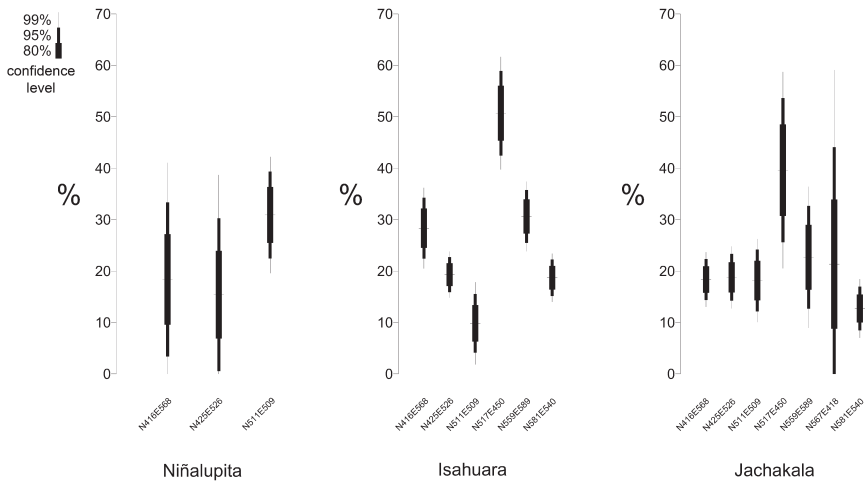 99%
95%
80%
confidence
level
70
60
50
40
30
20
10
0
%
N416E568
N425E526
N511E509
Niñalupita
70
60
50
40
30
20
10
0
%
N416E568
N425E526
N511E509
N517E450
N559E589
N581E540
Isahuara
70
60
50
40
30
20
10
0
%
N416E568
N425E526
N511E509
N517E450
N559E589
N567E418
N581E540
Jachakala